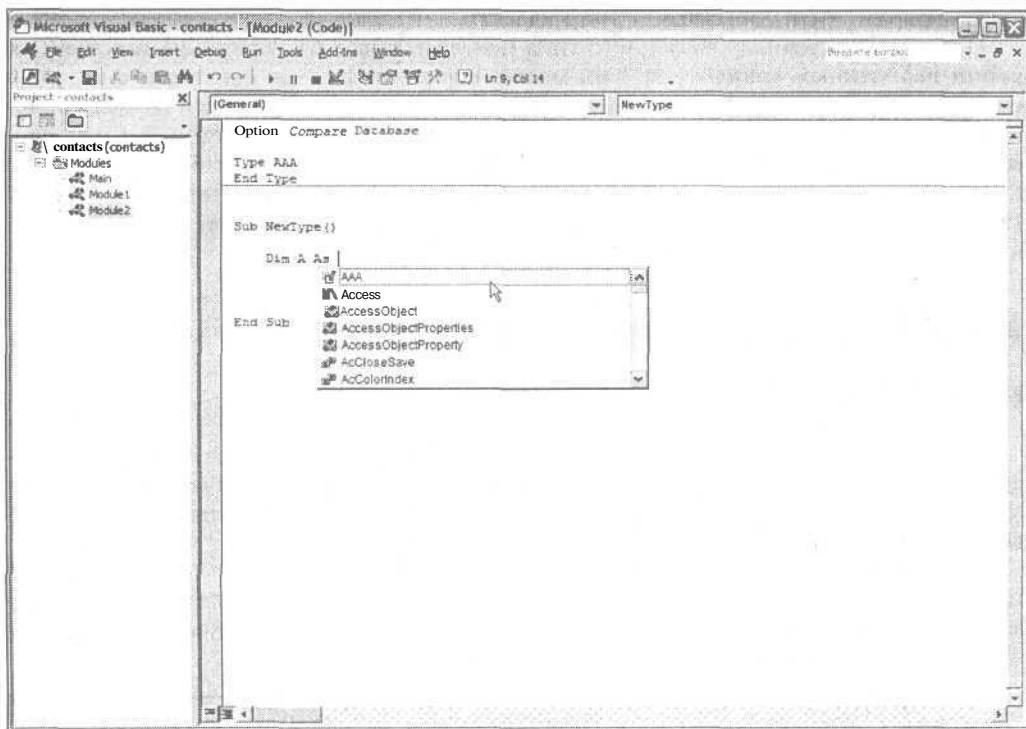 Microsoft Visual Basic - contacts - [Module2 (Code)]
File Edit View Insert Debug Run Tools Add-Ins Window Help
Ln 9, Col 14
Project - contacts
(General)
NewType
contacts (contacts)
Modules
Main
Module1
Module2
Option Compare Database
Type AAA
End Type
Sub NewType()
Dim A As
AAA
Access
AccessObject
AccessObjectProperties
AccessObjectProperty
AcCloseSave
AcColorIndex
End Sub